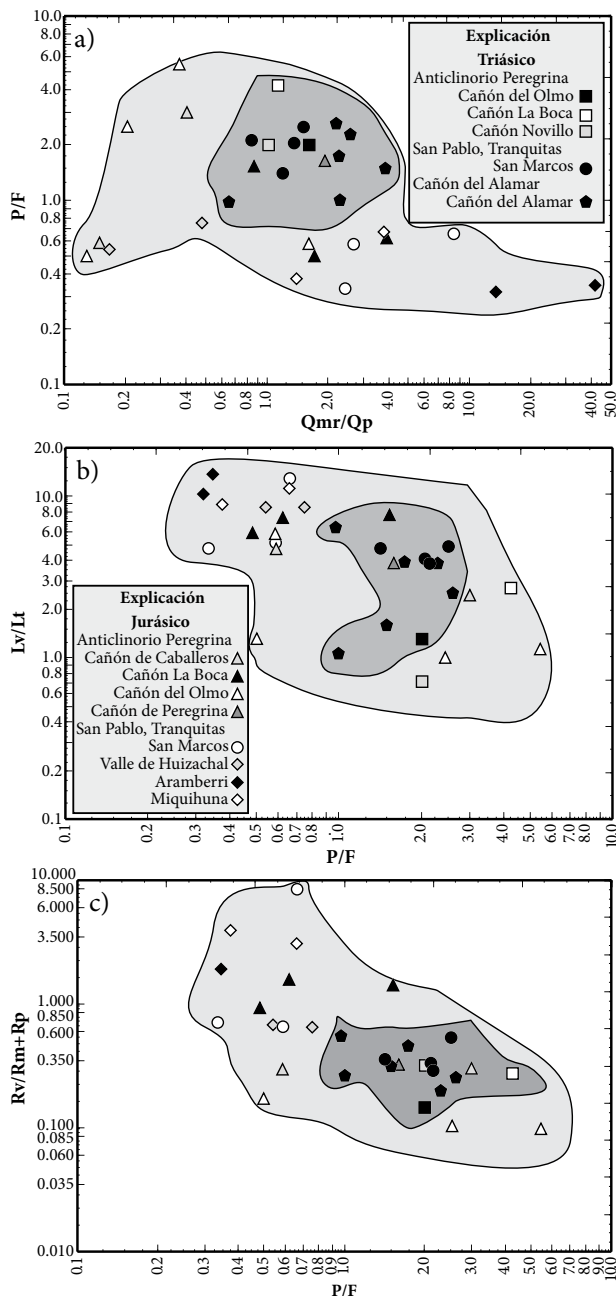 a)
10.0
6.0
4.0
2.0
1.0
0.8
0.6
0.4
0.1
P/F
0.1
0.2
0.4
0.6
1.0
2.0
4.0
6.0
10.0
20.0
40.0
50.0
Qmr/Qp
Explicación
Triásico
Anticlinorio Peregrina
Cañón del Olmo
Cañón La Boca
Cañón Novillo
San Pablo, Tranquitas
San Marcos
Cañón del Alamar
Cañón del Alamar
b)
20.0
10.0
8.0
6.0
4.0
3.0
2.0
1.0
0.8
0.6
0.4
0.2
0.1
Lv/Lt
0.1
0.2
0.3
0.4
0.5
0.6
0.7
0.8
1.0
2.0
3.0
4.0
5.0
6.0
7.0
8.0
10.0
P/F
Explicación
Jurásico
Anticlinorio Peregrina
Cañón de Caballeros
Cañón La Boca
Cañón del Olmo
Cañón de Peregrina
San Pablo, Tranquitas
San Marcos
Valle de Huizachal
Aramberri
Miquihuna
c)
10.000
8.500
6.000
3.500
1.000
0.850
0.600
0.350
0.100
0.085
0.060
0.035
0.010
Rv/Rm+Rp
0.1
0.2
0.3
0.4
0.5
0.6
0.7
0.8
0.9
1.0
2.0
3.0
4.0
5.0
6.0
7.0
8.0
9.0
10.0
P/F